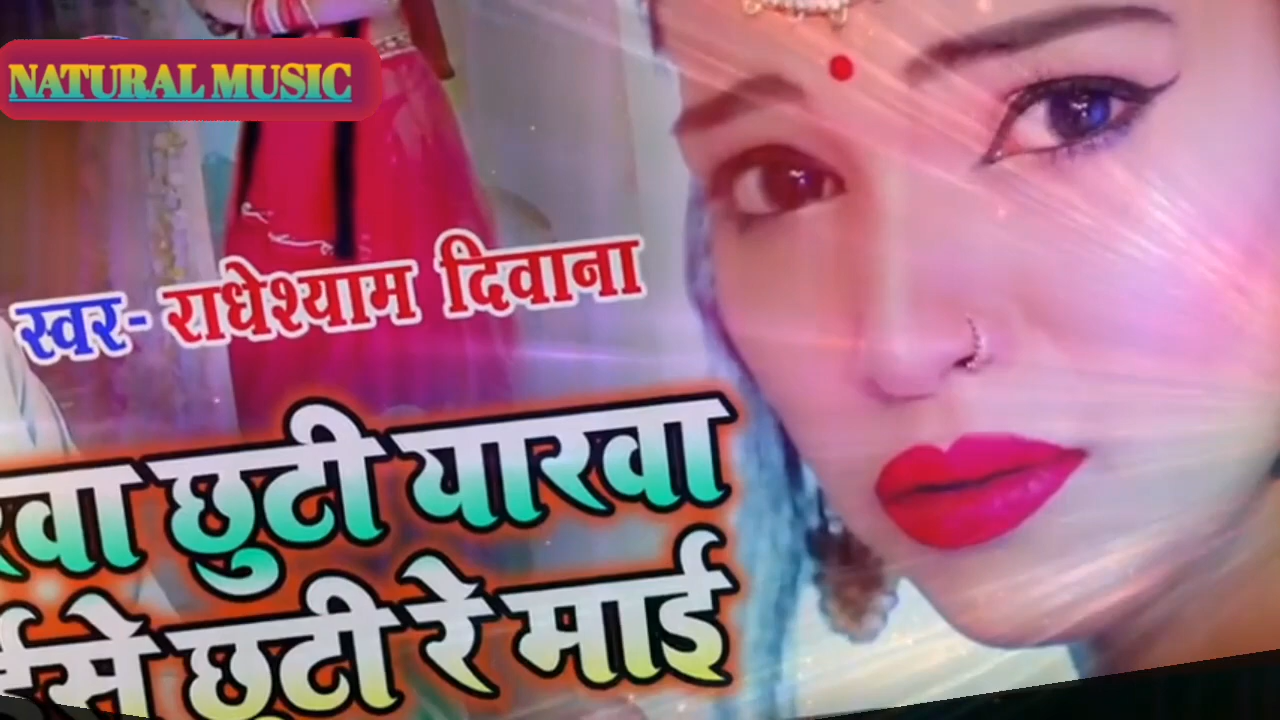 NATURAL MUSIC
स्वर- राधेश्याम दिवाना
छुटी यारवा
छुटी रे माई